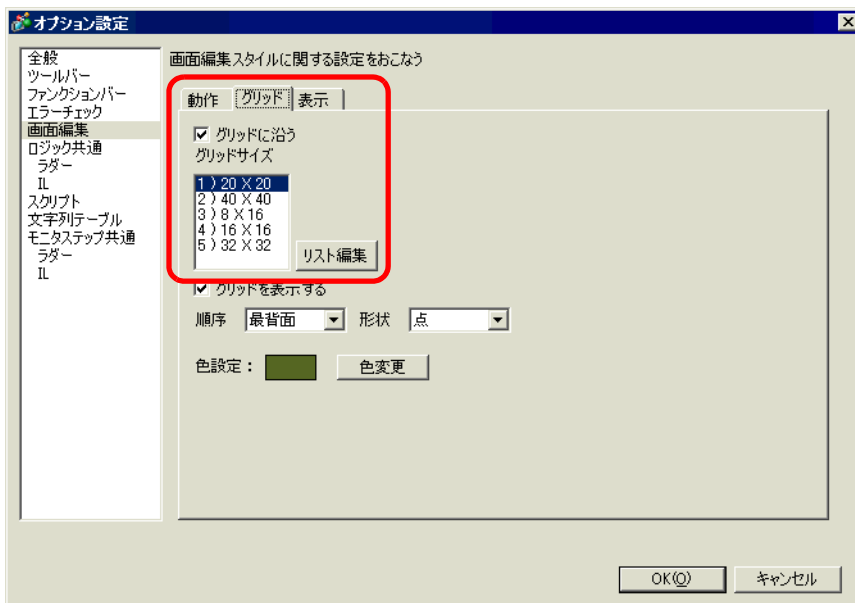 オプション設定
全般
ツールバー
ファンクションバー
エラーチェック
画面編集
ロジック共通
ラダー
IL
スクリプト
文字列テーブル
モニタステップ共通
ラダー
IL
画面編集スタイルに関する設定をおこなう
動作 グリッド 表示
グリッドに沿う
グリッドサイズ
1 ) 20 X 20
2 ) 40 X 40
3 ) 8 X 16
4 ) 16 X 16
5 ) 32 X 32
リスト編集
グリッドを表示する
順序 最背面 形状 点
色設定: 色変更
OK(O) キャンセル